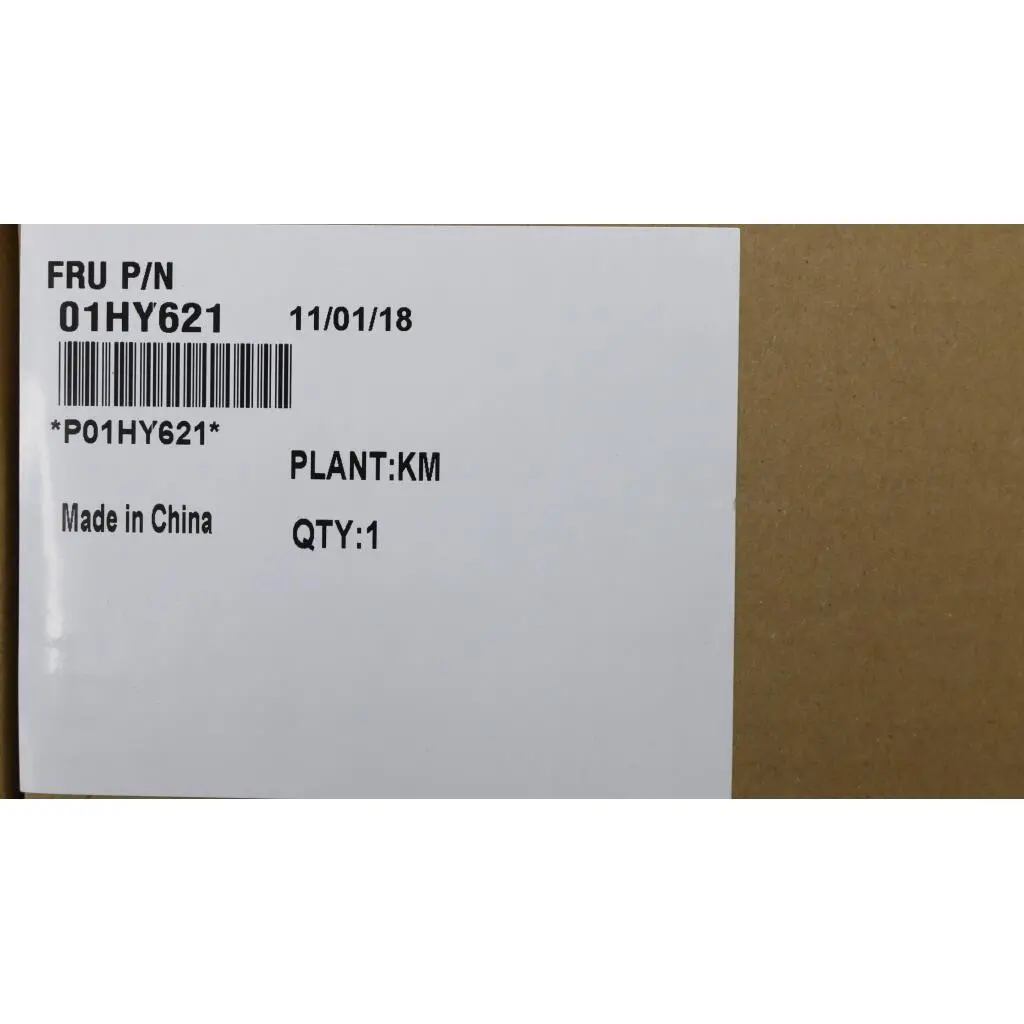 FRU P/N
01HY621 11/01/18
*P01HY621*
PLANT:KM
Made in China
QTY:1